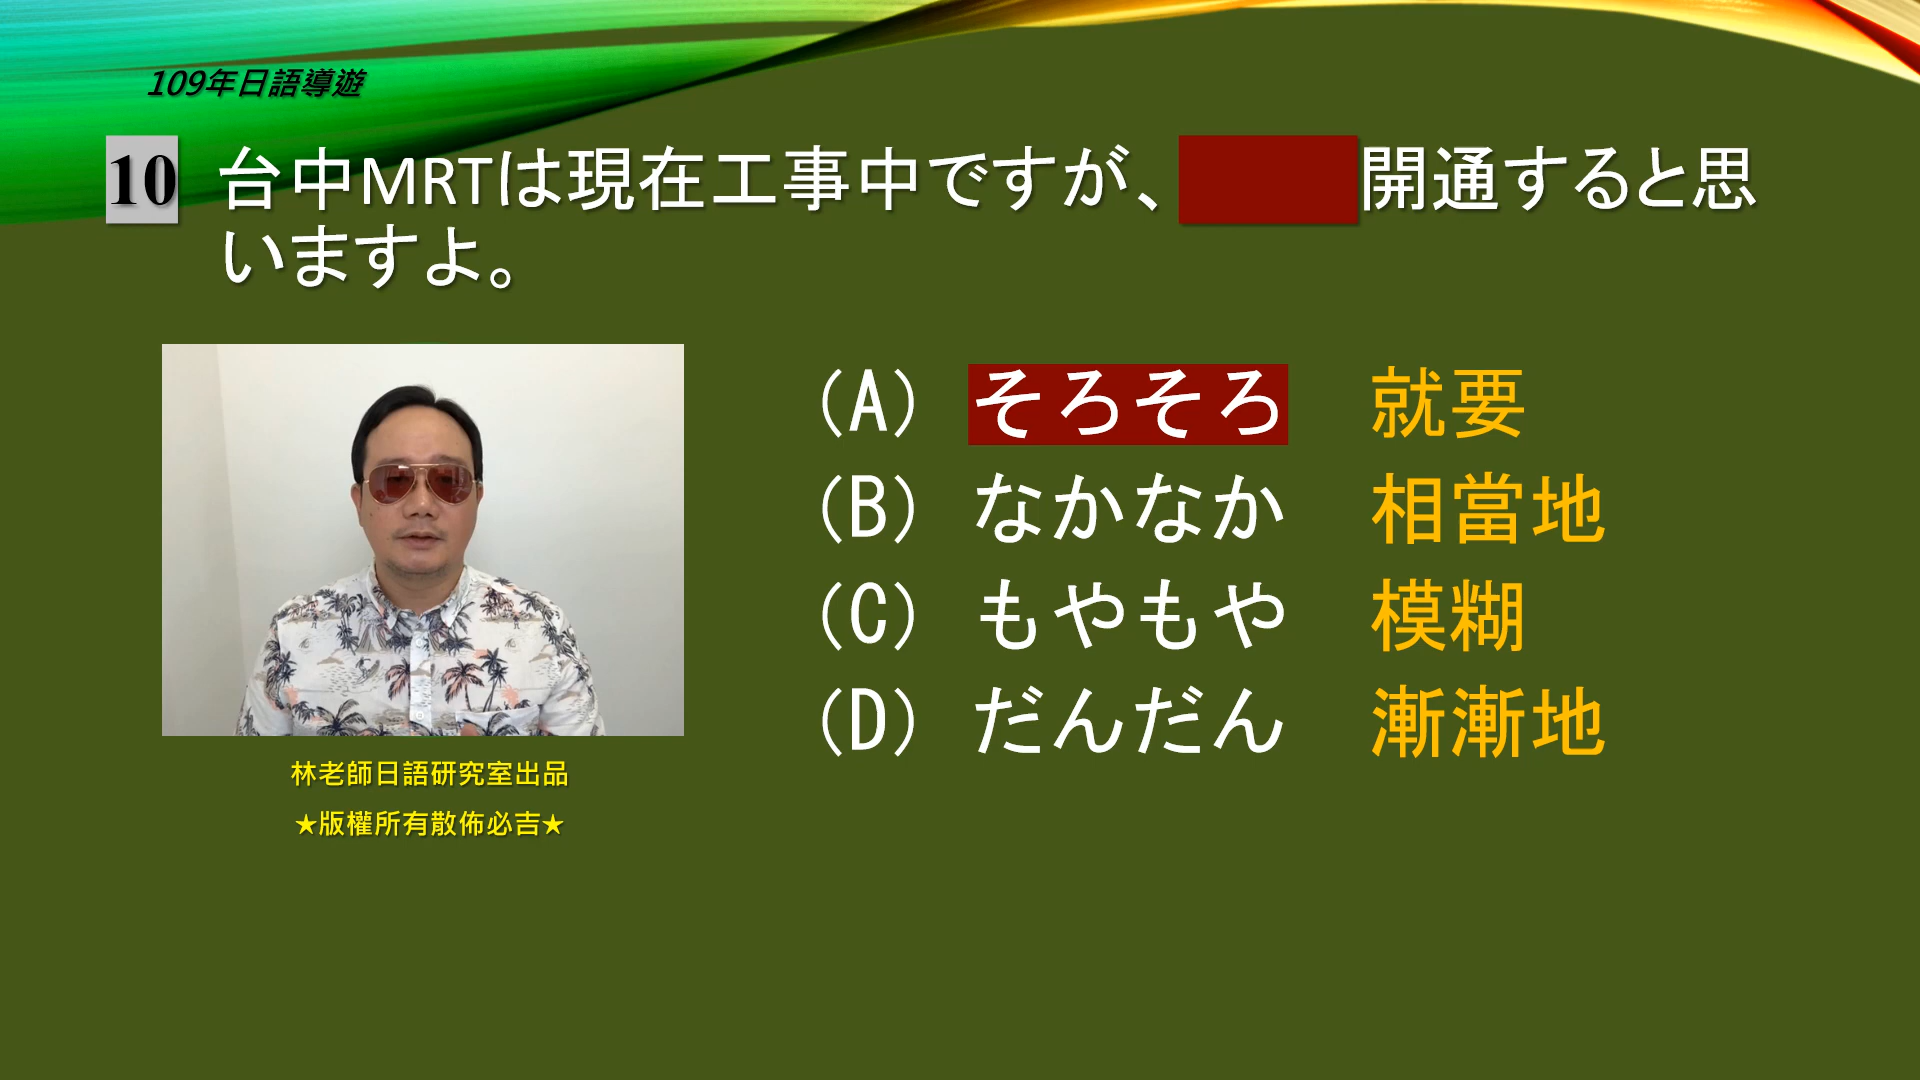 109年日語導遊
10 台中MRTは現在工事中ですが、 開通すると思
いますよ。
(A) そろそろ 就要
(B) なかなか 相當地
(C) もやもや 模糊
(D) だんだん 漸漸地
林老師日語研究室出品
★版權所有散佈必吉★